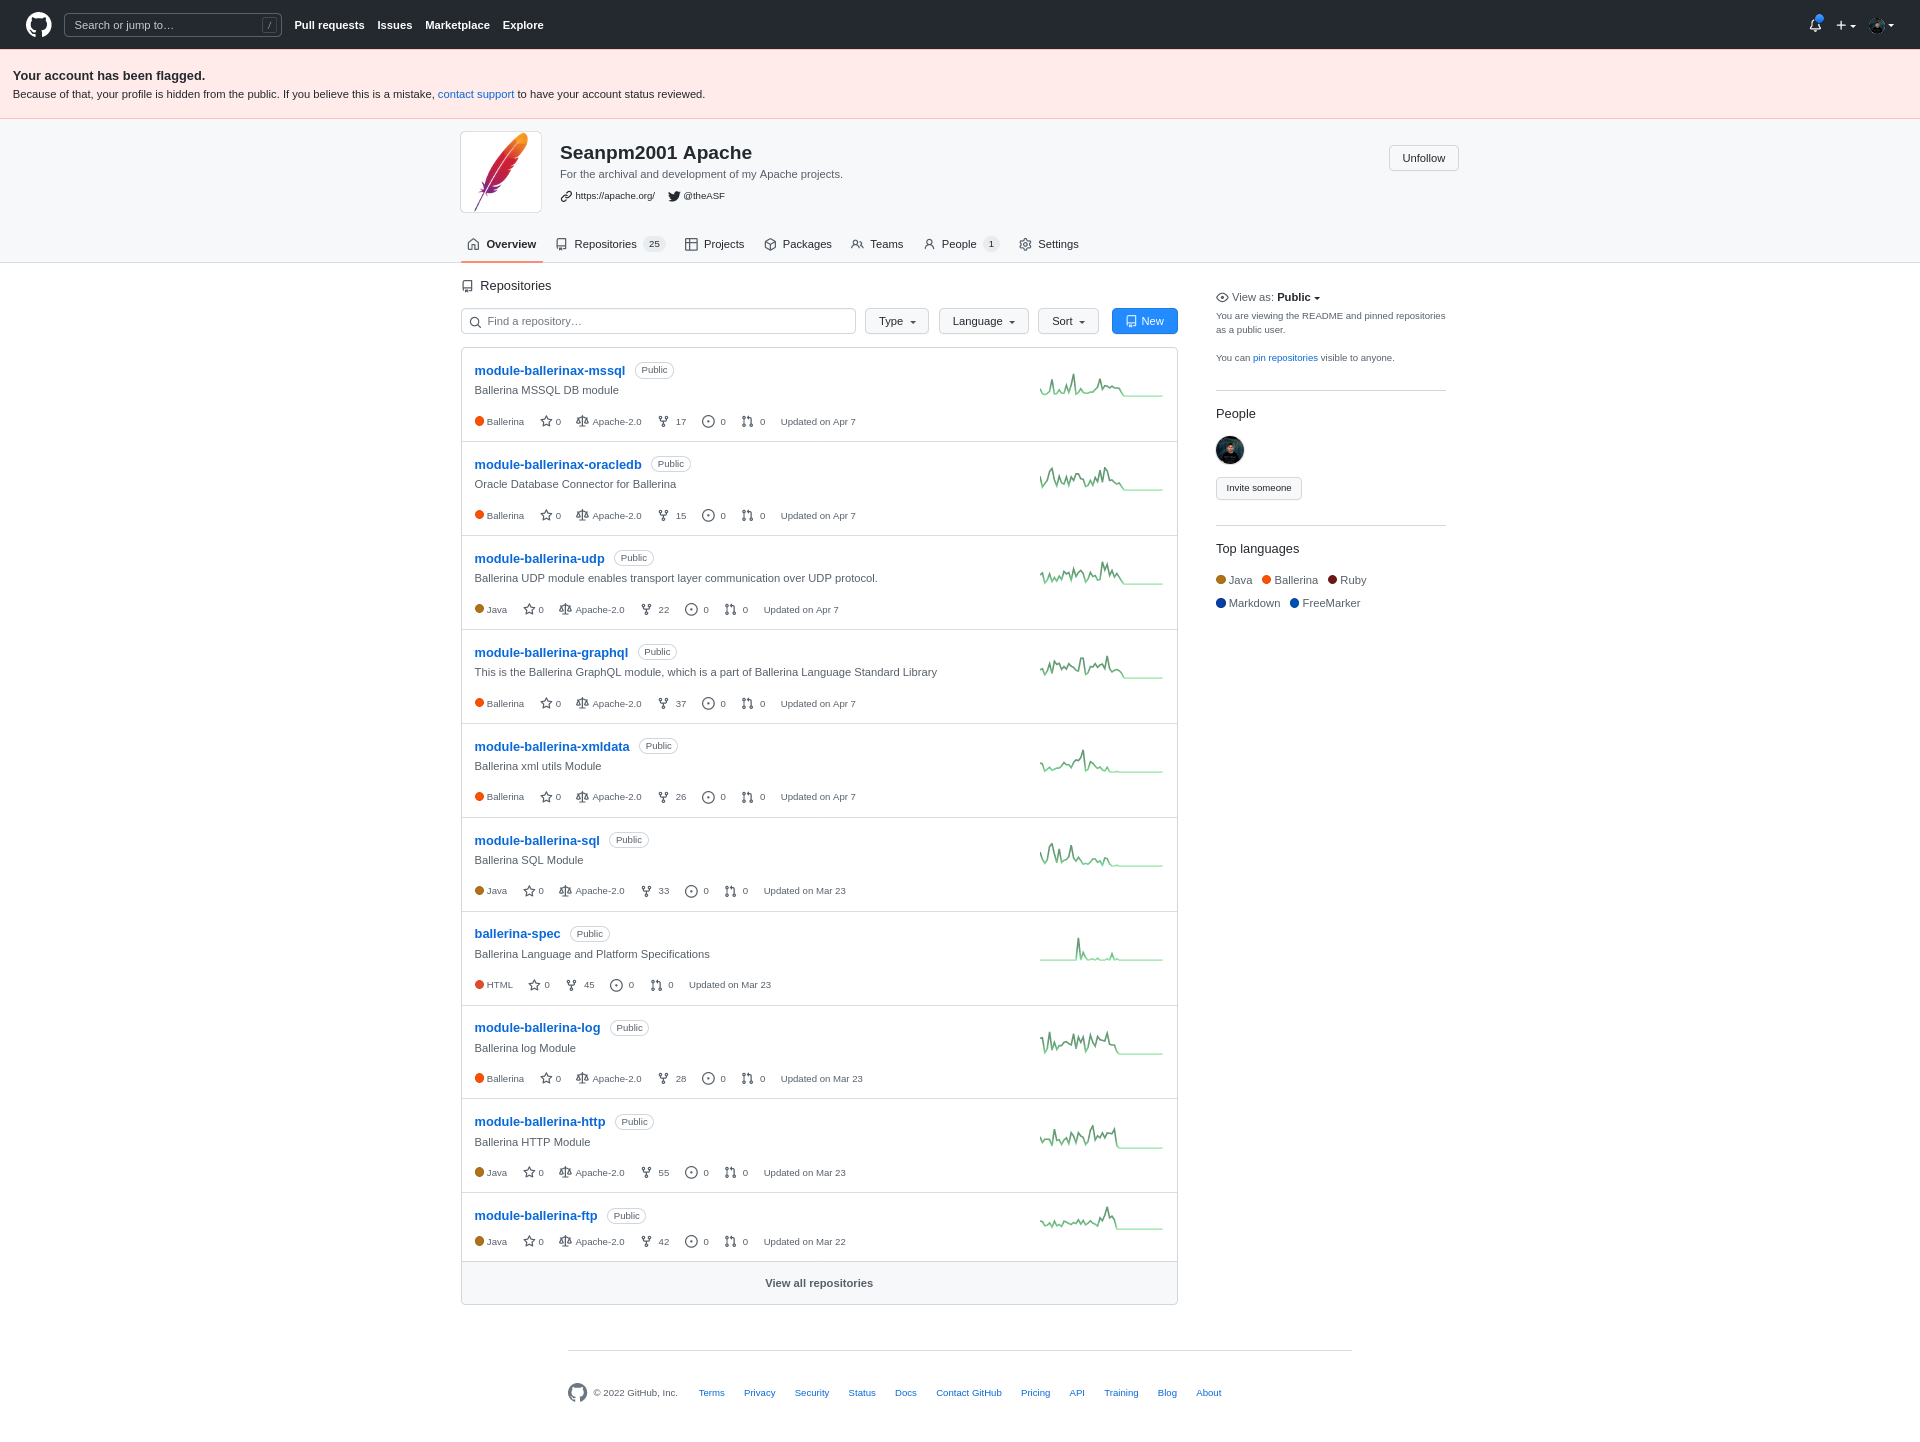 Search or jump to… /
Pull requests Issues Marketplace Explore
Your account has been flagged.
Because of that, your profile is hidden from the public. If you believe this is a mistake, contact support to have your account status reviewed.
Seanpm2001 Apache
For the archival and development of my Apache projects.
https://apache.org/ @theASF
Unfollow
Overview Repositories 25 Projects Packages Teams People 1 Settings
Repositories
Find a repository… Type Language Sort New
module-ballerinax-mssql Public
Ballerina MSSQL DB module
Ballerina 0 Apache-2.0 17 0 0 Updated on Apr 7
module-ballerinax-oracledb Public
Oracle Database Connector for Ballerina
Ballerina 0 Apache-2.0 15 0 0 Updated on Apr 7
module-ballerina-udp Public
Ballerina UDP module enables transport layer communication over UDP protocol.
Java 0 Apache-2.0 22 0 0 Updated on Apr 7
module-ballerina-graphql Public
This is the Ballerina GraphQL module, which is a part of Ballerina Language Standard Library
Ballerina 0 Apache-2.0 37 0 0 Updated on Apr 7
module-ballerina-xmldata Public
Ballerina xml utils Module
Ballerina 0 Apache-2.0 26 0 0 Updated on Apr 7
module-ballerina-sql Public
Ballerina SQL Module
Java 0 Apache-2.0 33 0 0 Updated on Mar 23
ballerina-spec Public
Ballerina Language and Platform Specifications
HTML 0 45 0 0 Updated on Mar 23
module-ballerina-log Public
Ballerina log Module
Ballerina 0 Apache-2.0 28 0 0 Updated on Mar 23
module-ballerina-http Public
Ballerina HTTP Module
Java 0 Apache-2.0 55 0 0 Updated on Mar 23
module-ballerina-ftp Public
Java 0 Apache-2.0 42 0 0 Updated on Mar 22
View all repositories
View as: Public
You are viewing the README and pinned repositories
as a public user.
You can pin repositories visible to anyone.
People
Invite someone
Top languages
Java Ballerina Ruby
Markdown FreeMarker
© 2022 GitHub, Inc. Terms Privacy Security Status Docs Contact GitHub Pricing API Training Blog About